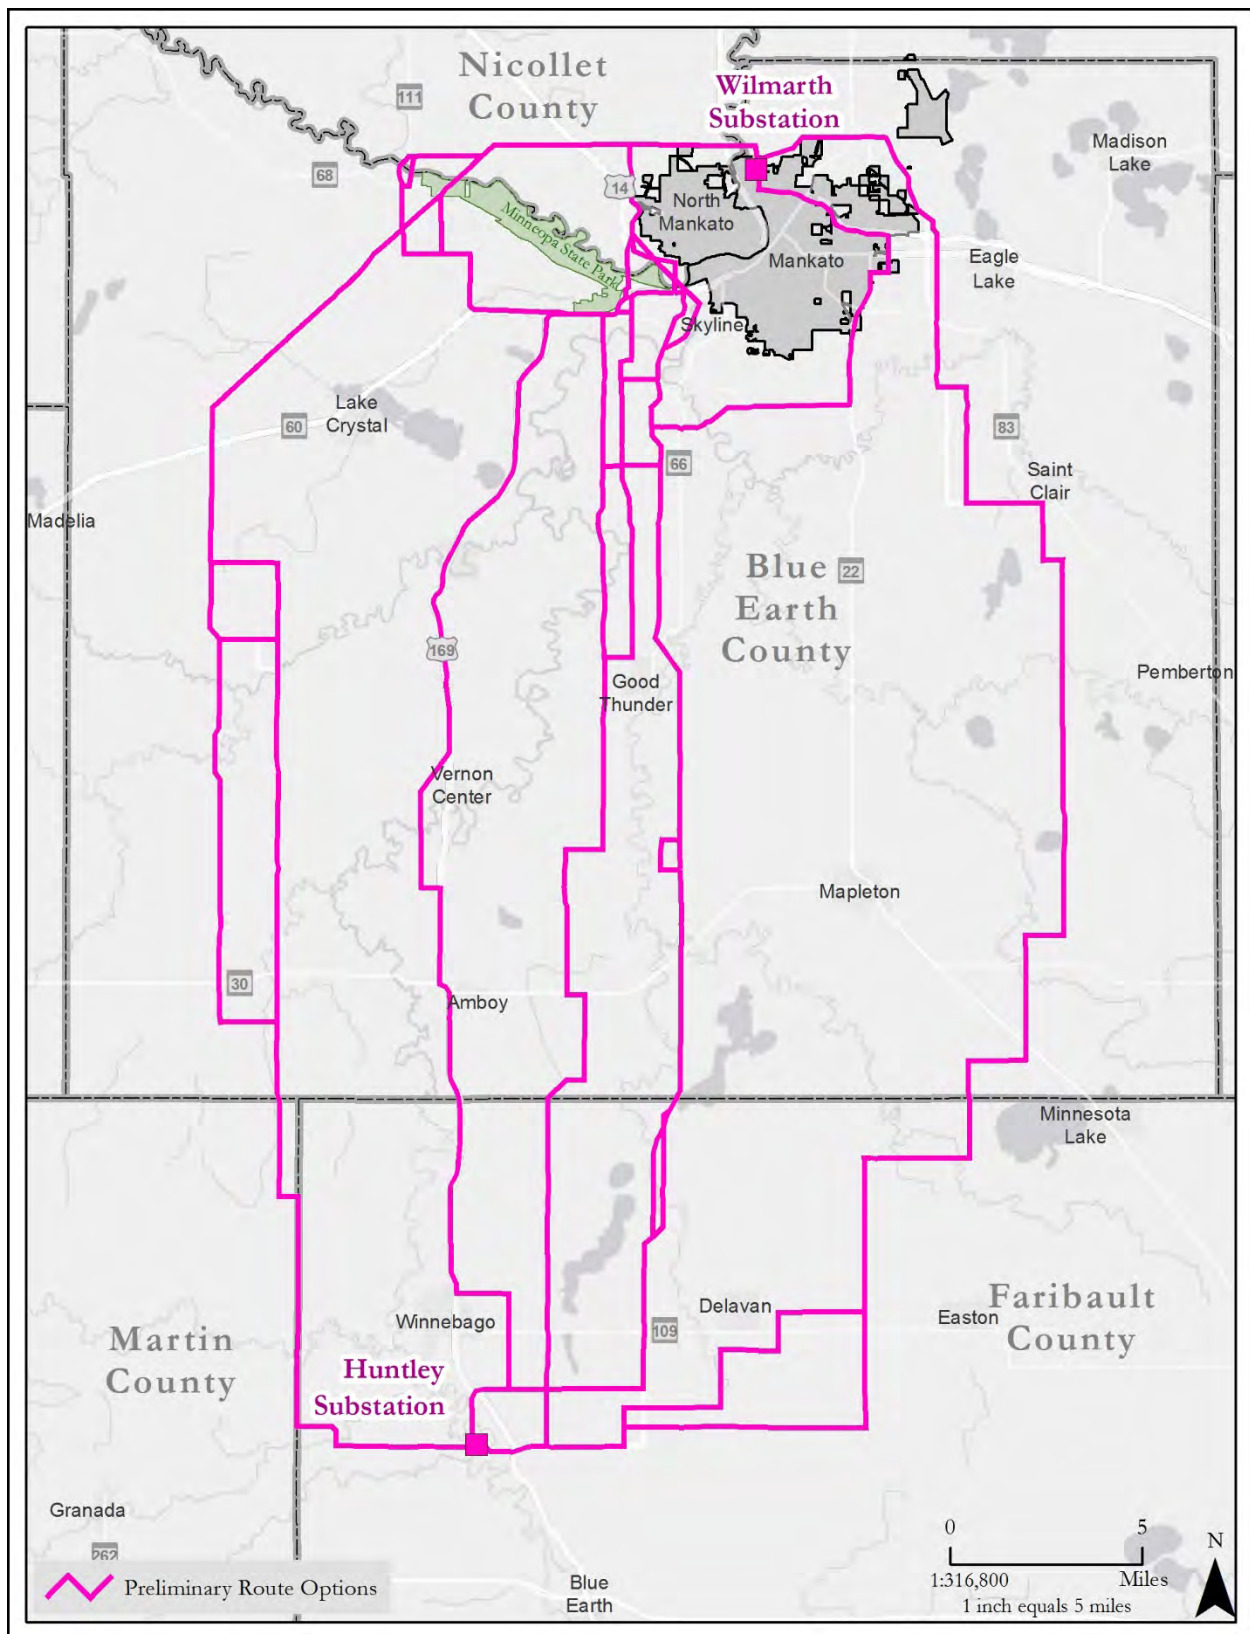 Nicollet
County
Wilmarth
Substation
111
Madison
Lake
68
14
North
Mankato
Minneopa State Park
Mankato
Eagle
Lake
Skyline
Lake
Crystal
60
83
66
Saint
Clair
Madelia
Blue
Earth
County
22
169
Good
Thunder
Pemberton
Vernon
Center
Mapleton
30
Amboy
Minnesota
Lake
Martin
County
Winnebago
Delavan
109
Easton
Faribault
County
Huntley
Substation
Granada
262
Blue
Earth
Preliminary Route Options
0 5
1:316,800 Miles
1 inch equals 5 miles
N